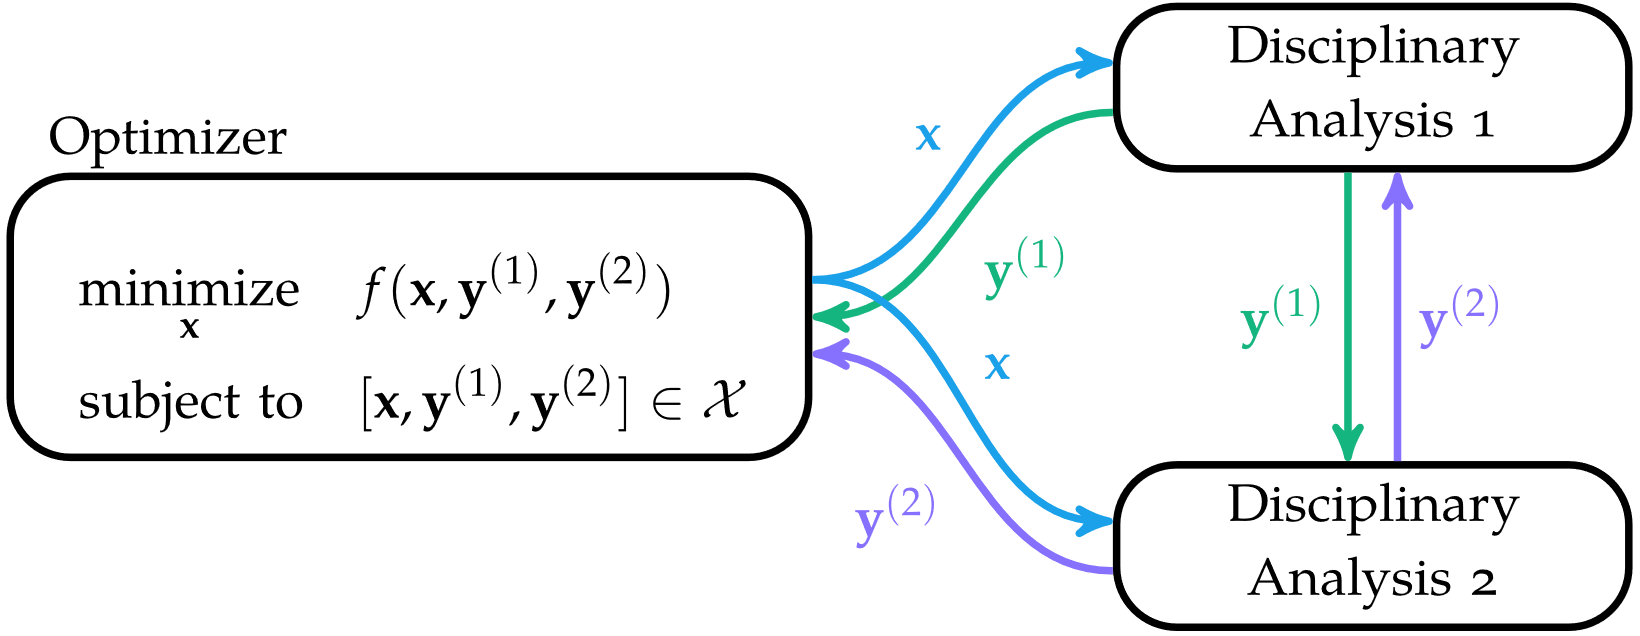 Optimizer
minimize f(x, y^(1), y^(2))
x
subject to [x, y^(1), y^(2)] ∈ 𝒳
x
y^(1)
x
y^(2)
Disciplinary
Analysis 1
y^(1)
y^(2)
Disciplinary
Analysis 2